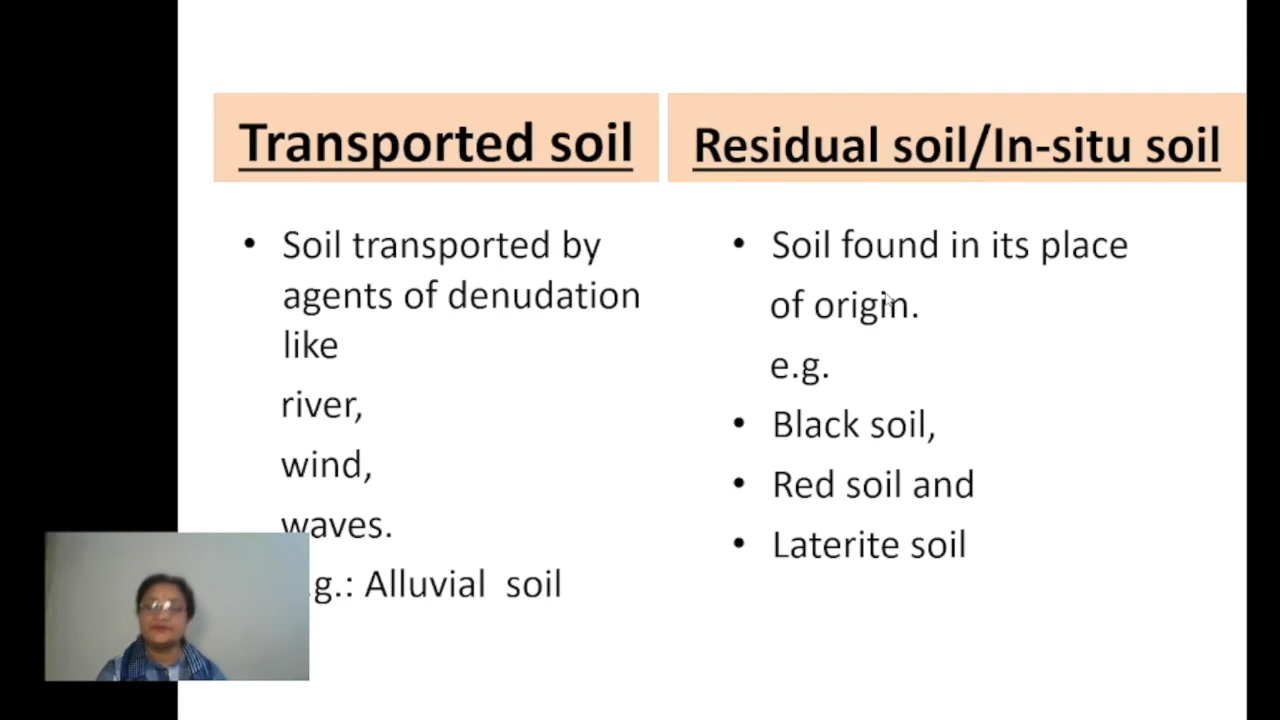 Transported soil
Residual soil/In-situ soil
• Soil transported by
agents of denudation
like
river,
wind,
waves.
.g.: Alluvial soil
• Soil found in its place
of origin.
e.g.
• Black soil,
• Red soil and
• Laterite soil